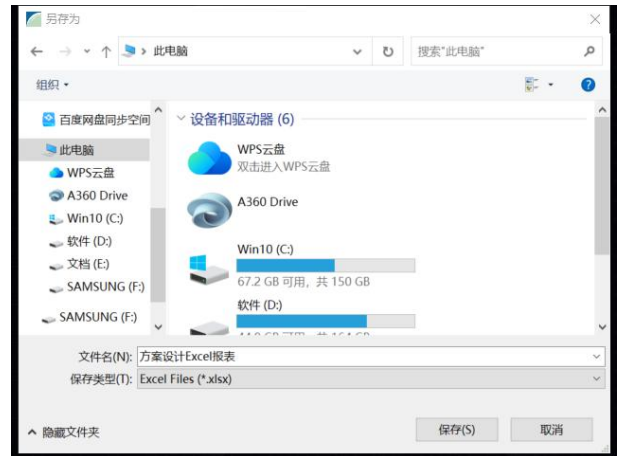 另存为
此电脑
搜索"此电脑"
组织
百度网盘同步空间
此电脑
WPS云盘
A360 Drive
Win10 (C:)
软件 (D:)
文档 (E:)
SAMSUNG (F:)
SAMSUNG (F:)
设备和驱动器 (6)
WPS云盘
双击进入WPS云盘
A360 Drive
Win10 (C:)
67.2 GB 可用, 共 150 GB
软件 (D:)
文件名(N): 方案设计Excel报表
保存类型(T): Excel Files (*.xlsx)
隐藏文件夹
保存(S)
取消